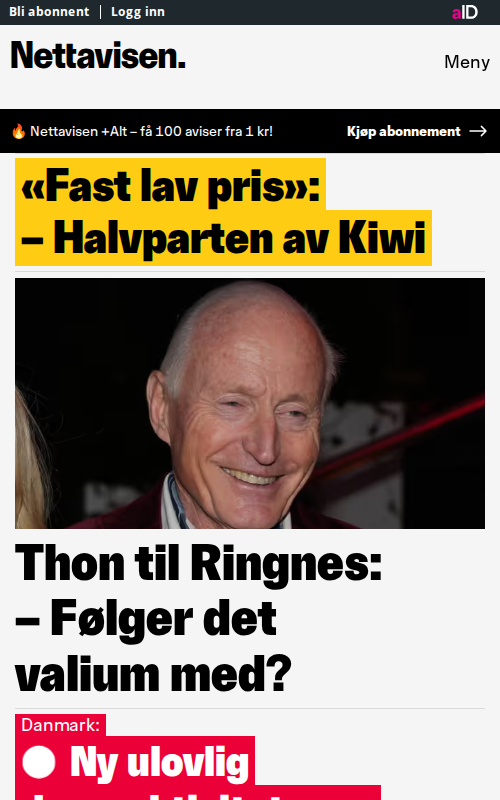 Bli abonnent | Logg inn
aID
Nettavisen.
Meny
🔥 Nettavisen +Alt – få 100 aviser fra 1 kr!
Kjøp abonnement →
«Fast lav pris»:
– Halvparten av Kiwi
Thon til Ringnes:
– Følger det
valium med?
Danmark:
Ny ulovlig